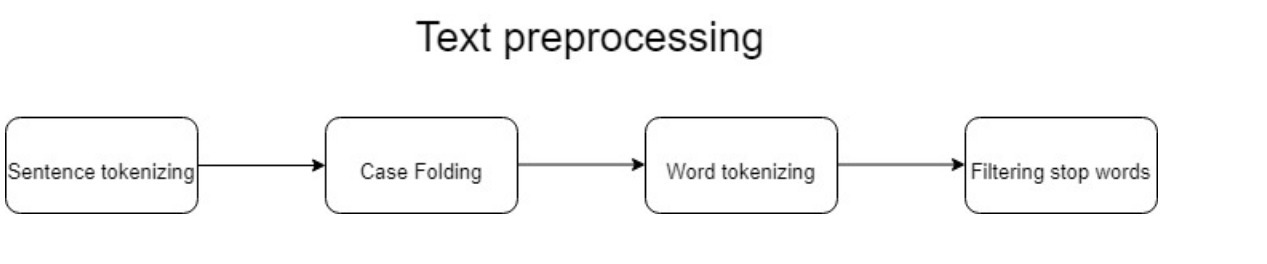 Text preprocessing
Sentence tokenizing
Case Folding
Word tokenizing
Filtering stop words